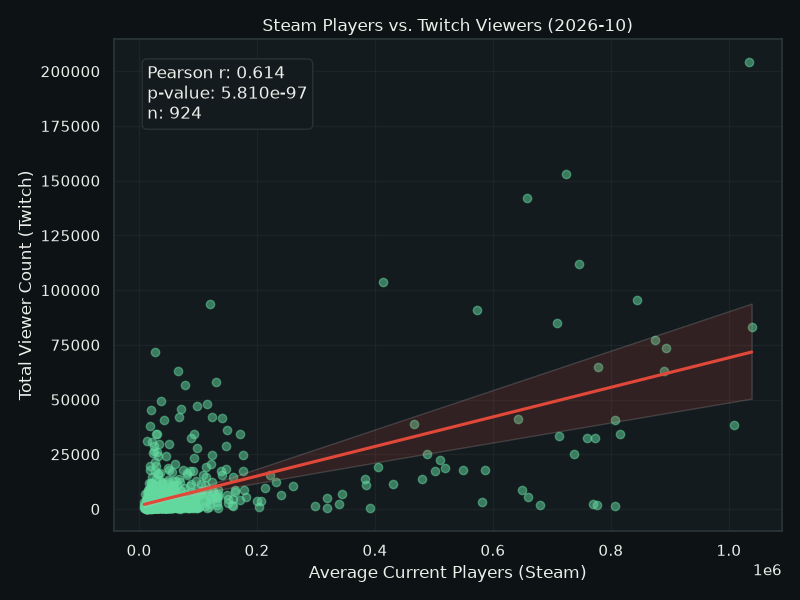 Steam Players vs. Twitch Viewers (2026-10)
Pearson r: 0.614
p-value: 5.810e-97
n: 924
Total Viewer Count (Twitch)
200000
175000
150000
125000
100000
75000
50000
25000
0
0.0 0.2 0.4 0.6 0.8 1.0
1e6
Average Current Players (Steam)